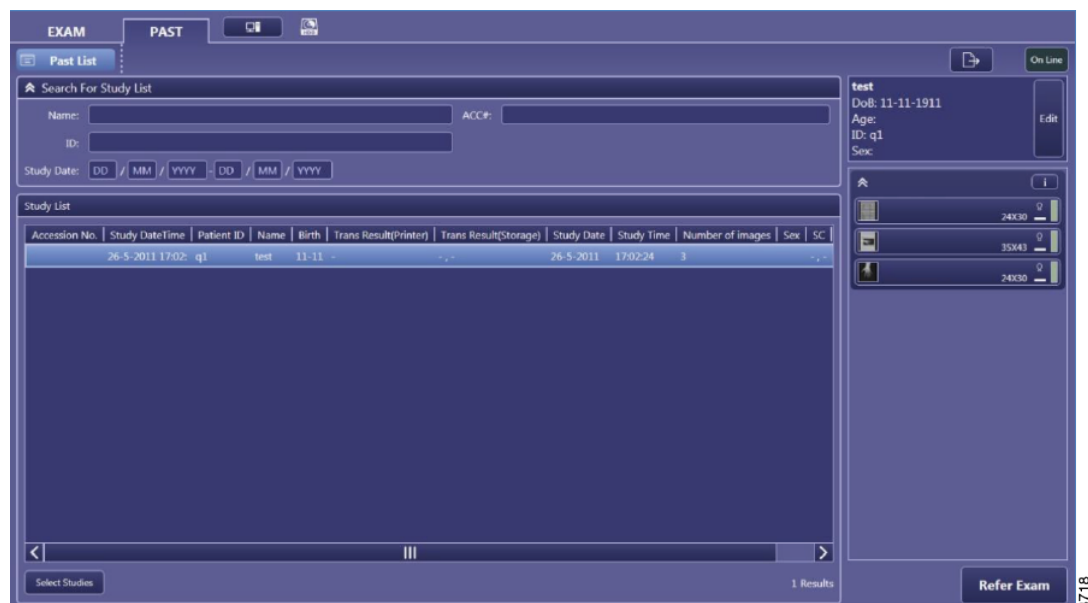 EXAM PAST
Past List On Line
Search For Study List
Name: ACC#:
ID:
Study Date: DD / MM / YYYY - DD / MM / YYYY
test
DoB: 11-11-1911
Age:
ID: q1
Sex:
Edit
i
24X30
35X43
24X30
Study List
Accession No. Study DateTime Patient ID Name Birth Trans Result(Printer) Trans Result(Storage) Study Date Study Time Number of images Sex SC
26-5-2011 17:02: q1 test 11-11 - -,- 26-5-2011 17:02:24 3 -,-
Select Studies 1 Results
Refer Exam
718